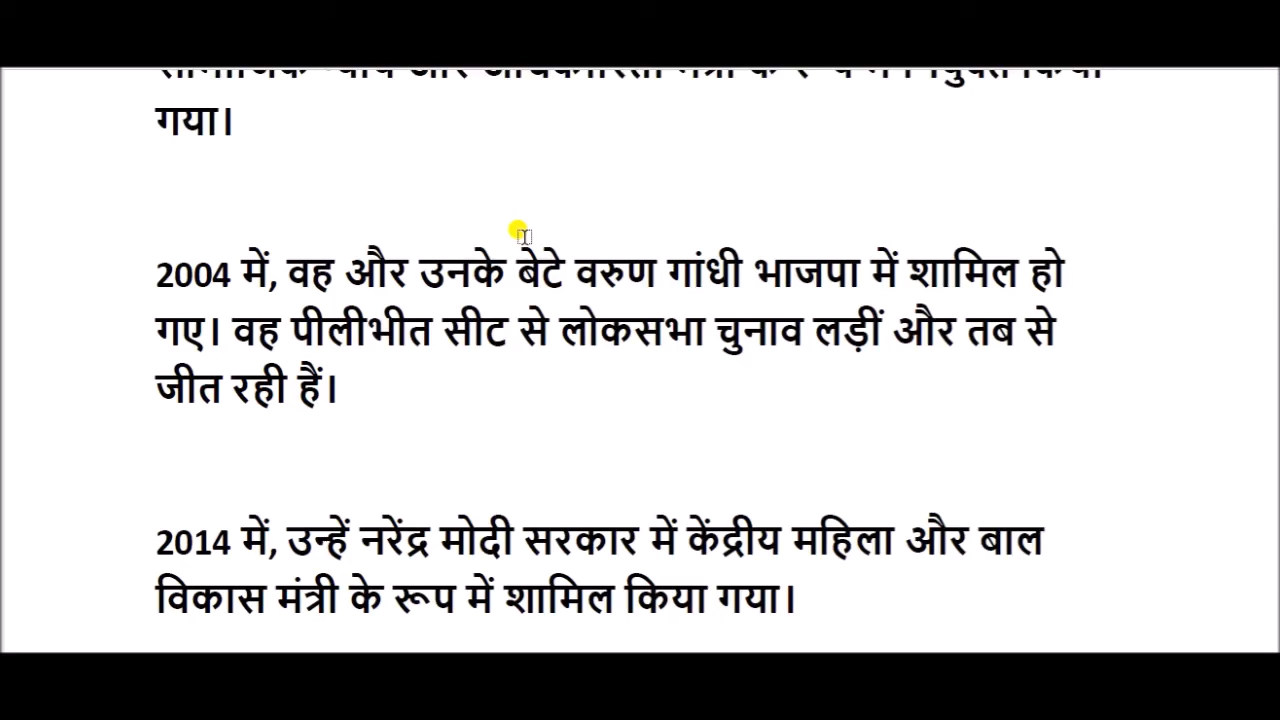 और के में किया
गया।
2004 में, वह और उनके बेटे वरुण गांधी भाजपा में शामिल हो
गए। वह पीलीभीत सीट से लोकसभा चुनाव लड़ीं और तब से
जीत रही हैं।
2014 में, उन्हें नरेंद्र मोदी सरकार में केंद्रीय महिला और बाल
विकास मंत्री के रूप में शामिल किया गया।